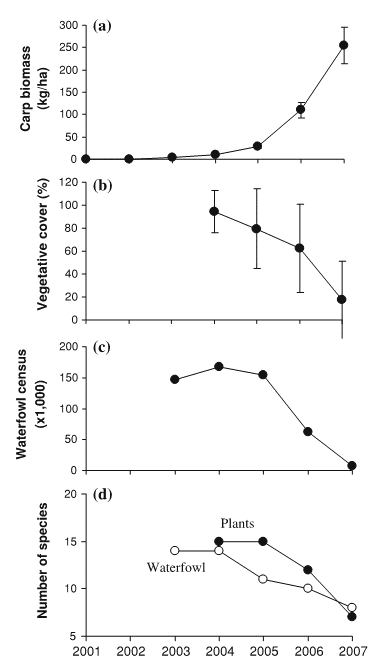 (a)
Carp biomass
(kg/ha)
300
250
200
150
100
50
0
(b)
Vegetative cover (%)
120
100
80
60
40
20
0
(c)
Waterfowl census
(x1,000)
200
150
100
50
0
(d)
Number of species
20
15
10
5
Plants
Waterfowl
2001 2002 2003 2004 2005 2006 2007